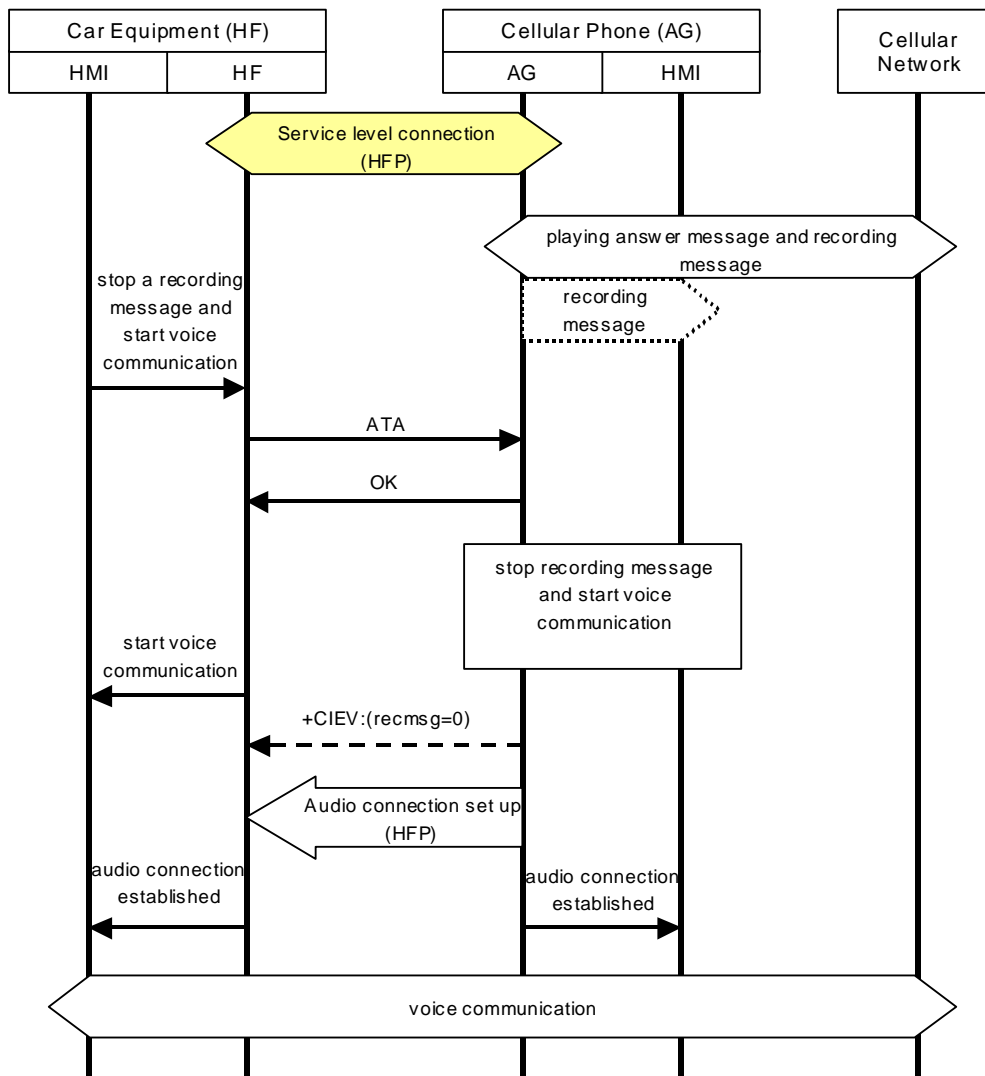 Car Equipment (HF)
HMI
HF
Cellular Phone (AG)
AG
HMI
Cellular
Network
Service level connection
(HFP)
playing answer message and recording
message
stop a recording
message and
start voice
communication
recording
message
ATA
OK
stop recording message
and start voice
communication
start voice
communication
+CIEV:(recmsg=0)
Audio connection set up
(HFP)
audio connection
established
audio connection
established
voice communication